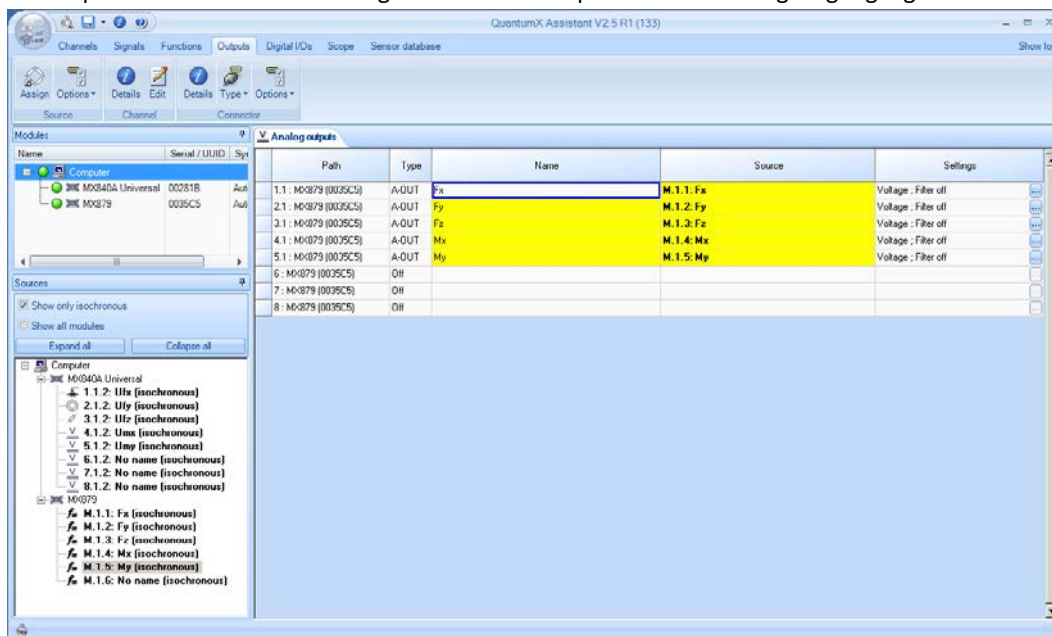 QuantumX Assistant V2.5 R1 (133)
Channels Signals Functions Outputs Digital I/Os Scope Sensor database Show lo
Assign Options Details Edit Details Type Options
Source Channel Connector
Modules
Name Serial / UUID
Computer
MX840A Universal 00281B
MX879 0035C5
Sources
Show only isochronous
Show all modules
Expand all Collapse all
Computer
MX840A Universal
1.1.2: Ufx (isochronous)
2.1.2: Ufy (isochronous)
3.1.2: Ufz (isochronous)
4.1.2: Umx (isochronous)
5.1.2: Umy (isochronous)
6.1.2: No name (isochronous)
7.1.2: No name (isochronous)
8.1.2: No name (isochronous)
MX879
M.1.1: Fx (isochronous)
M.1.2: Fy (isochronous)
M.1.3: Fz (isochronous)
M.1.4: Mx (isochronous)
M.1.5: My (isochronous)
M.1.6: No name (isochronous)
Analog outputs
Path Type Name Source Settings
1.1 : MX879 (0035C5) A-OUT Fx M.1.1: Fx Voltage ; Filter off
2.1 : MX879 (0035C5) A-OUT Fy M.1.2: Fy Voltage ; Filter off
3.1 : MX879 (0035C5) A-OUT Fz M.1.3: Fz Voltage ; Filter off
4.1 : MX879 (0035C5) A-OUT Mx M.1.4: Mx Voltage ; Filter off
5.1 : MX879 (0035C5) A-OUT My M.1.5: My Voltage ; Filter off
6 : MX879 (0035C5) Off
7 : MX879 (0035C5) Off
8 : MX879 (0035C5) Off